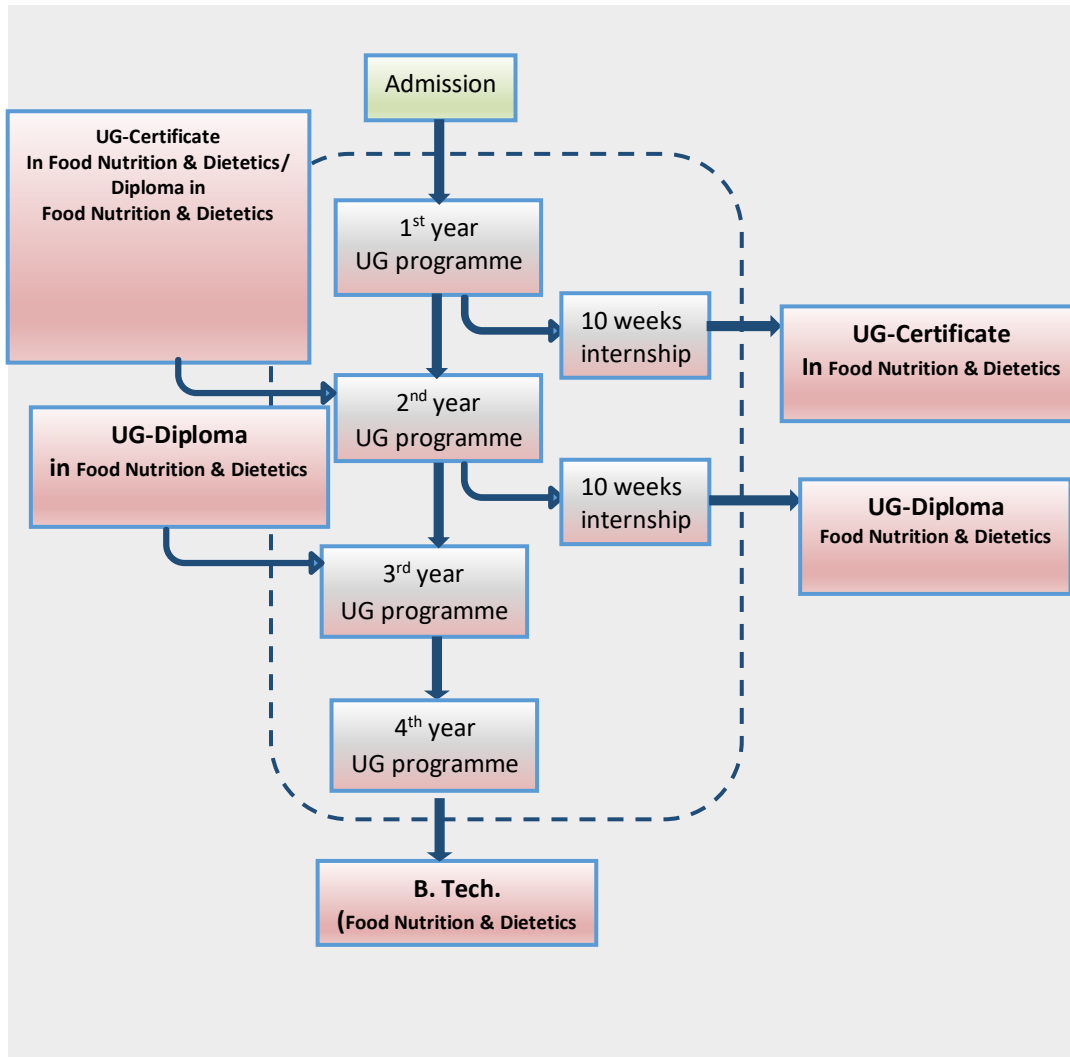 Admission
UG-Certificate
In Food Nutrition & Dietetics/
Diploma in
Food Nutrition & Dietetics
1st year
UG programme
10 weeks
internship
UG-Certificate
In Food Nutrition & Dietetics
2nd year
UG programme
UG-Diploma
in Food Nutrition & Dietetics
10 weeks
internship
UG-Diploma
Food Nutrition & Dietetics
3rd year
UG programme
4th year
UG programme
B. Tech.
(Food Nutrition & Dietetics